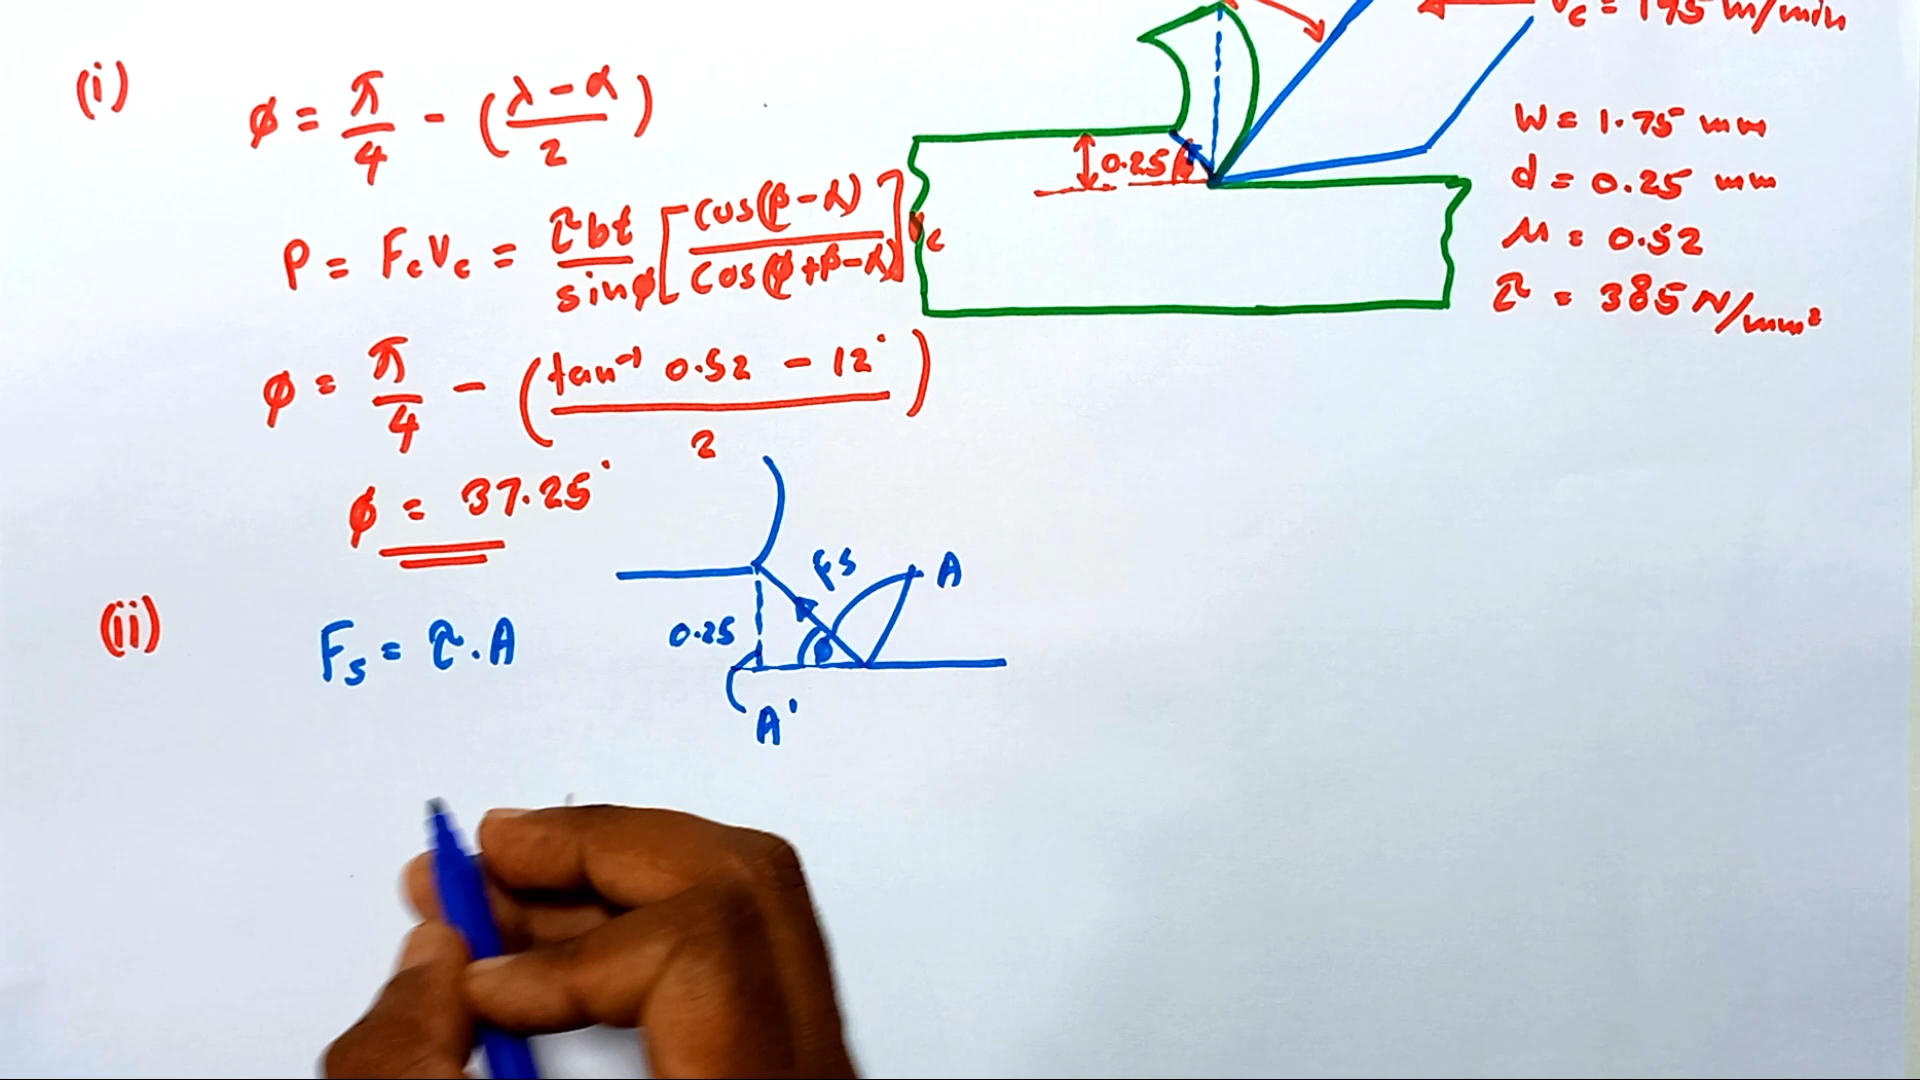 (i)
ϕ = π/4 - (λ - α / 2)
P = FcVc = τbt/sinϕ [cos(β-λ) / cos(ϕ+β-λ)] Vc
ϕ = π/4 - (tan⁻¹ 0.52 - 12° / 2)
ϕ = 37.25°
(ii)
Fs = τ.A
0.25
Fs
A
ϕ
A'
0.25
Vc = 195 m/min
W = 1.75 mm
d = 0.25 mm
μ = 0.52
τ = 385 N/mm²